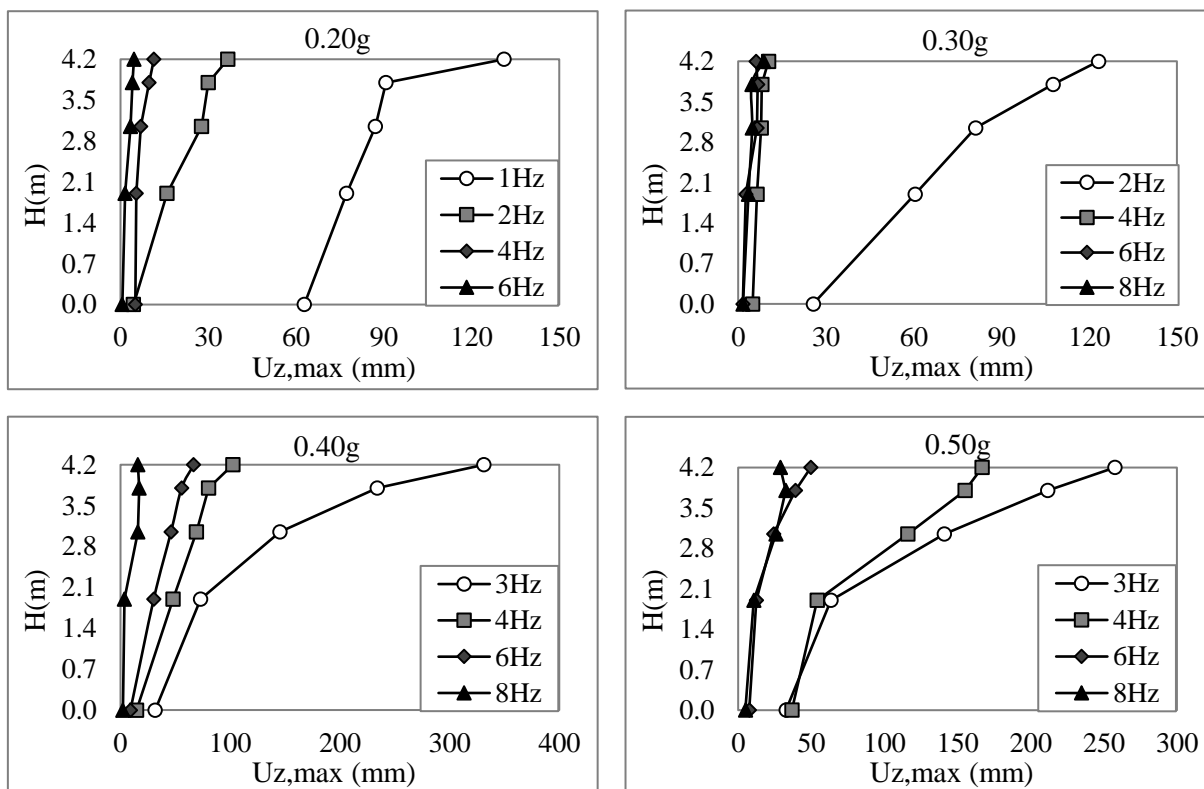 0.20g
H(m)
4.2
3.5
2.8
2.1
1.4
0.7
0.0
1Hz
2Hz
4Hz
6Hz
0 30 60 90 120 150
Uz,max (mm)
0.30g
H(m)
4.2
3.5
2.8
2.1
1.4
0.7
0.0
2Hz
4Hz
6Hz
8Hz
0 30 60 90 120 150
Uz,max (mm)
0.40g
H(m)
4.2
3.5
2.8
2.1
1.4
0.7
0.0
3Hz
4Hz
6Hz
8Hz
0 100 200 300 400
Uz,max (mm)
0.50g
H(m)
4.2
3.5
2.8
2.1
1.4
0.7
0.0
3Hz
4Hz
6Hz
8Hz
0 50 100 150 200 250 300
Uz,max (mm)